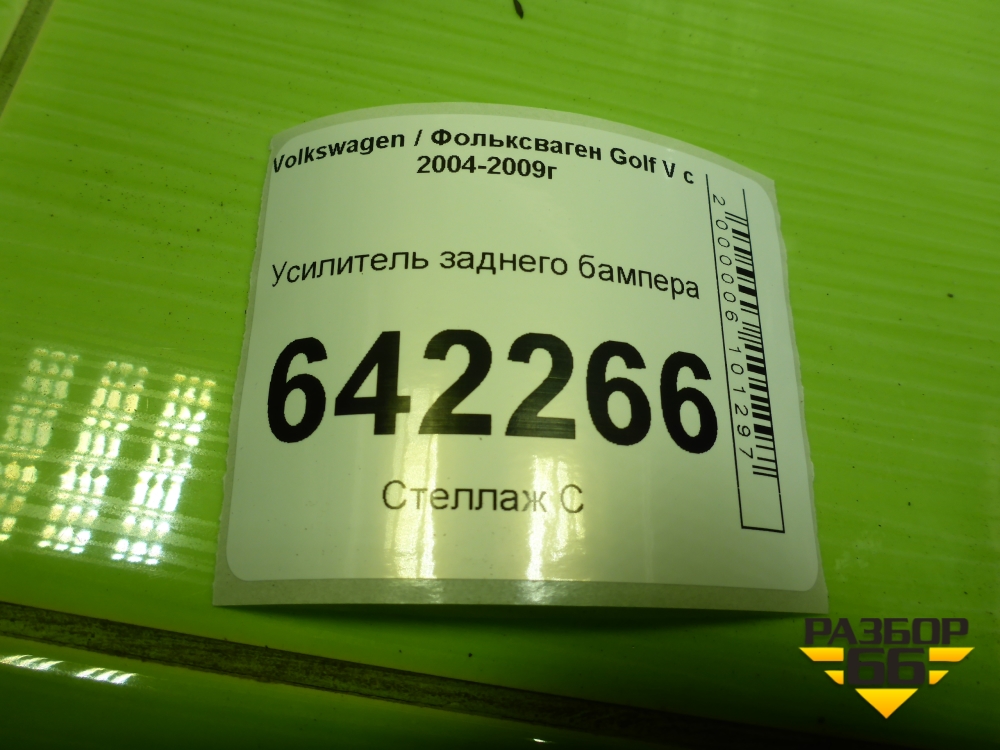 Volkswagen / Фольксваген Golf V с
2004-2009г
Усилитель заднего бампера
642266
Стеллаж С
2000006101297
РАЗБОР
66